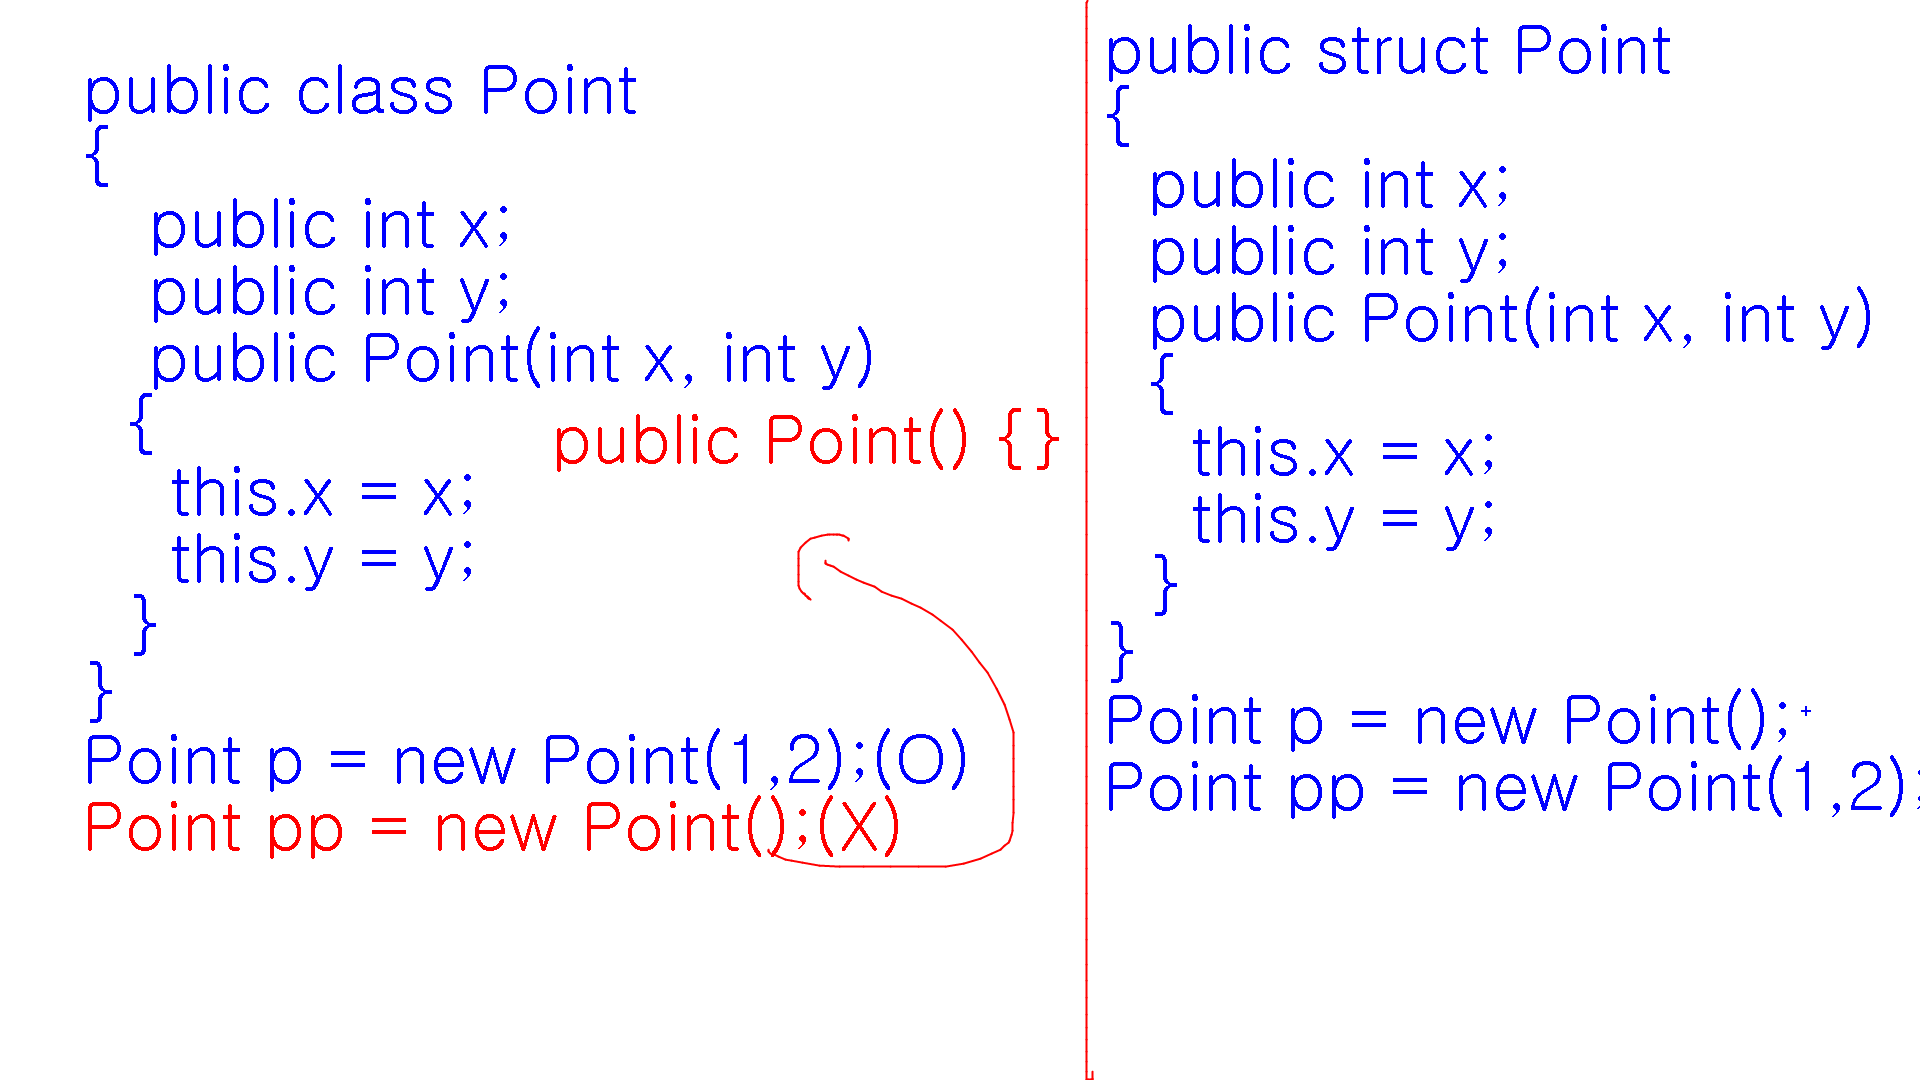 public class Point
{
public int x;
public int y;
public Point(int x, int y)
{
public Point() {}
this.x = x;
this.y = y;
}
}
Point p = new Point(1,2);(O)
Point pp = new Point();(X)
public struct Point
{
public int x;
public int y;
public Point(int x, int y)
{
this.x = x;
this.y = y;
}
}
Point p = new Point();
Point pp = new Point(1,2);